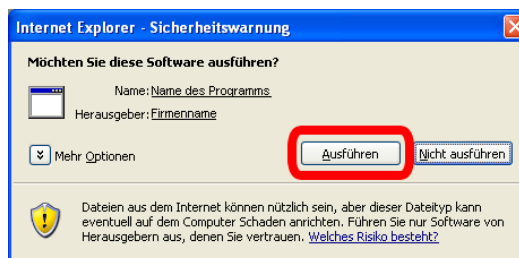 Internet Explorer - Sicherheitswarnung
Möchten Sie diese Software ausführen?
Name: Name des Programms
Herausgeber: Firmenname
Mehr Optionen
Ausführen
Nicht ausführen
Dateien aus dem Internet können nützlich sein, aber dieser Dateityp kann
eventuell auf dem Computer Schaden anrichten. Führen Sie nur Software von
Herausgebern aus, denen Sie vertrauen. Welches Risiko besteht?